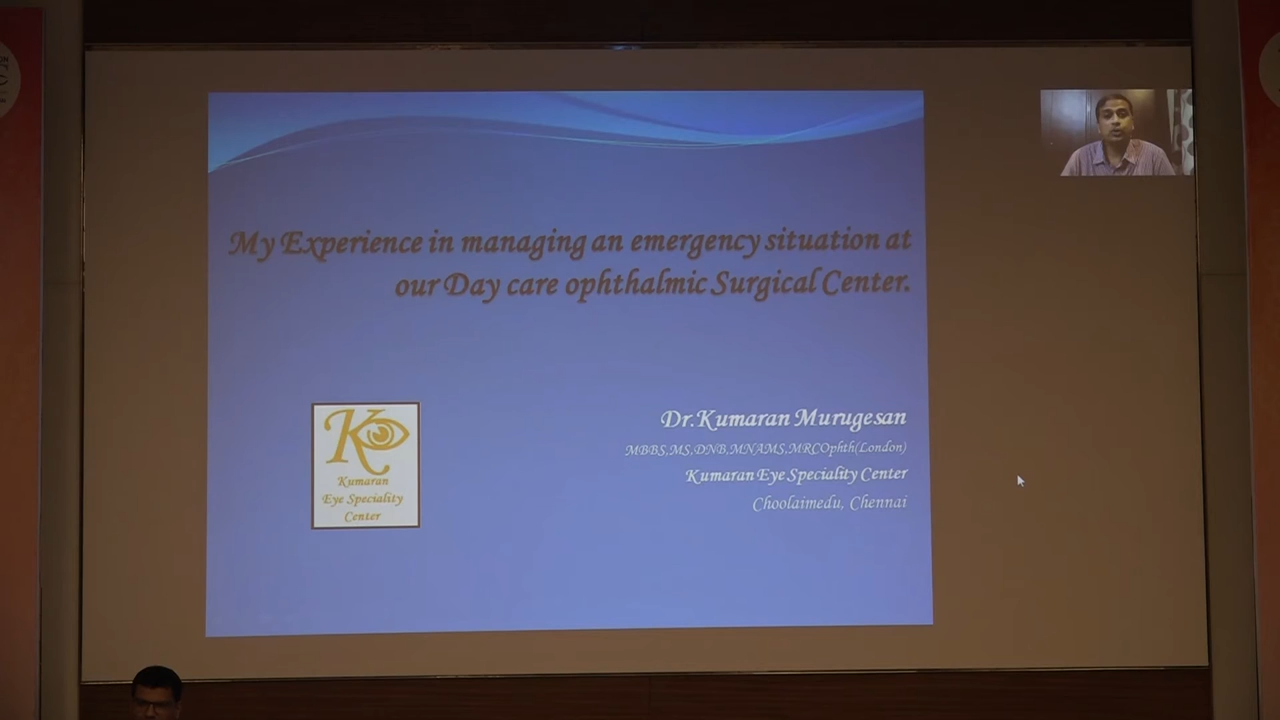 My Experience in managing an emergency situation at
our Day care ophthalmic Surgical Center.
Dr.Kumaran Murugesan
MBBS,MS,DNB,MNAMS,MRCOphth(London)
Kumaran Eye Speciality Center
Choolaimedu, Chennai
K
Kumaran
Eye Speciality
Center